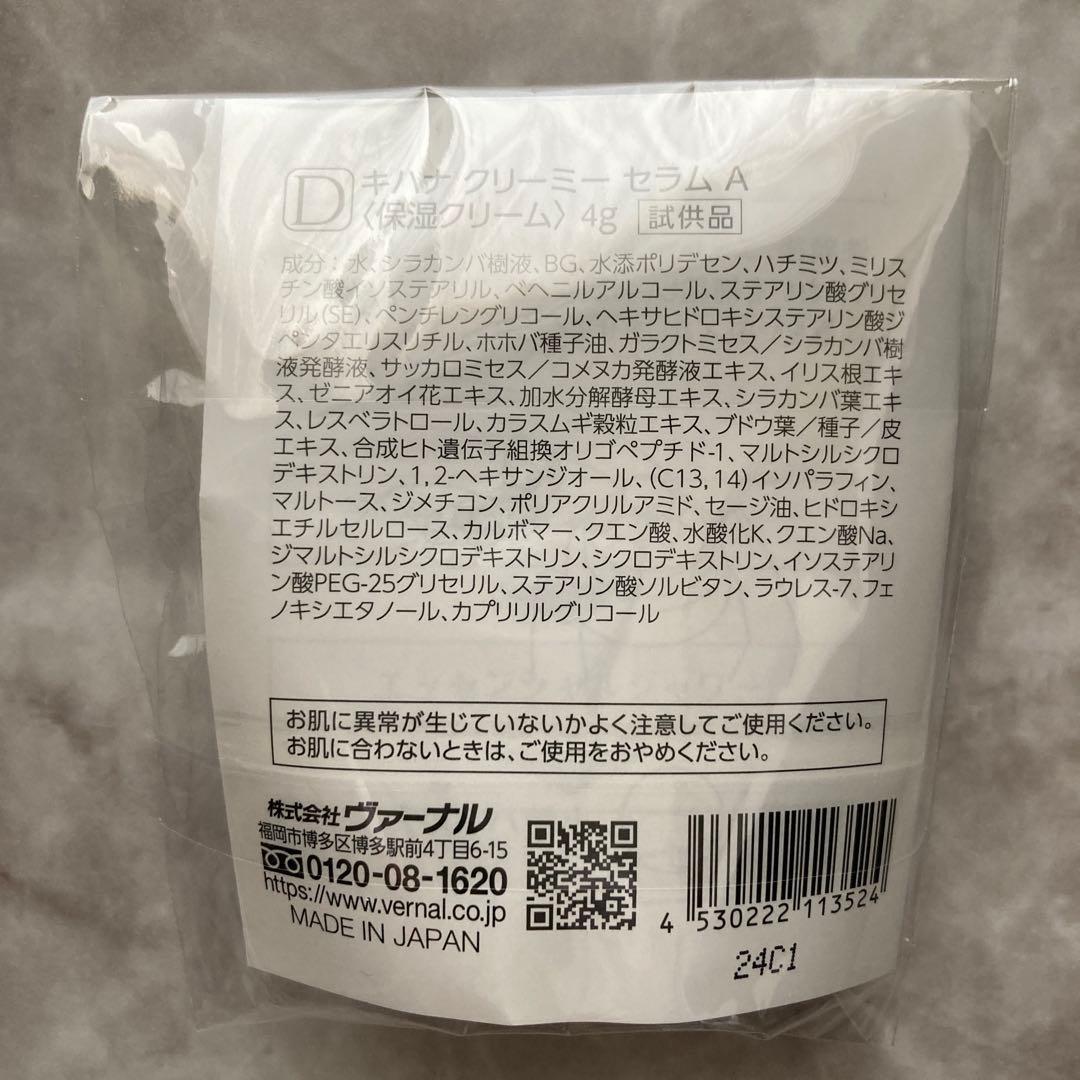 D キハナ クリーミー セラム A
〈保湿クリーム〉 4g 試供品
成分：水、シラカンバ樹液、BG、水添ポリデセン、ハチミツ、ミリス
チン酸イソステアリル、ベヘニルアルコール、ステアリン酸グリセ
リル(SE)、ペンチレングリコール、ヘキサヒドロキシステアリン酸ジ
ペンタエリスリチル、ホホバ種子油、ガラクトミセス／シラカンバ樹
液発酵液、サッカロミセス／コメヌカ発酵液エキス、イリス根エキ
ス、ゼニアオイ花エキス、加水分解酵母エキス、シラカンバ葉エキ
ス、レスベラトロール、カラスムギ穀粒エキス、ブドウ葉／種子／皮
エキス、合成ヒト遺伝子組換オリゴペプチド-1、マルトシルシクロ
デキストリン、1,2-ヘキサンジオール、(C13,14)イソパラフィン、
マルトース、ジメチコン、ポリアクリルアミド、セージ油、ヒドロキシ
エチルセルロース、カルボマー、クエン酸、水酸化K、クエン酸Na、
ジマルトシルシクロデキストリン、シクロデキストリン、イソステアリ
ン酸PEG-25グリセリル、ステアリン酸ソルビタン、ラウレス-7、フェ
ノキシエタノール、カプリリルグリコール
お肌に異常が生じていないかよく注意してご使用ください。
お肌に合わないときは、ご使用をおやめください。
株式会社ヴァーナル
福岡市博多区博多駅前4丁目6-15
0120-08-1620
https://www.vernal.co.jp
MADE IN JAPAN
4 530222 113524
24C1